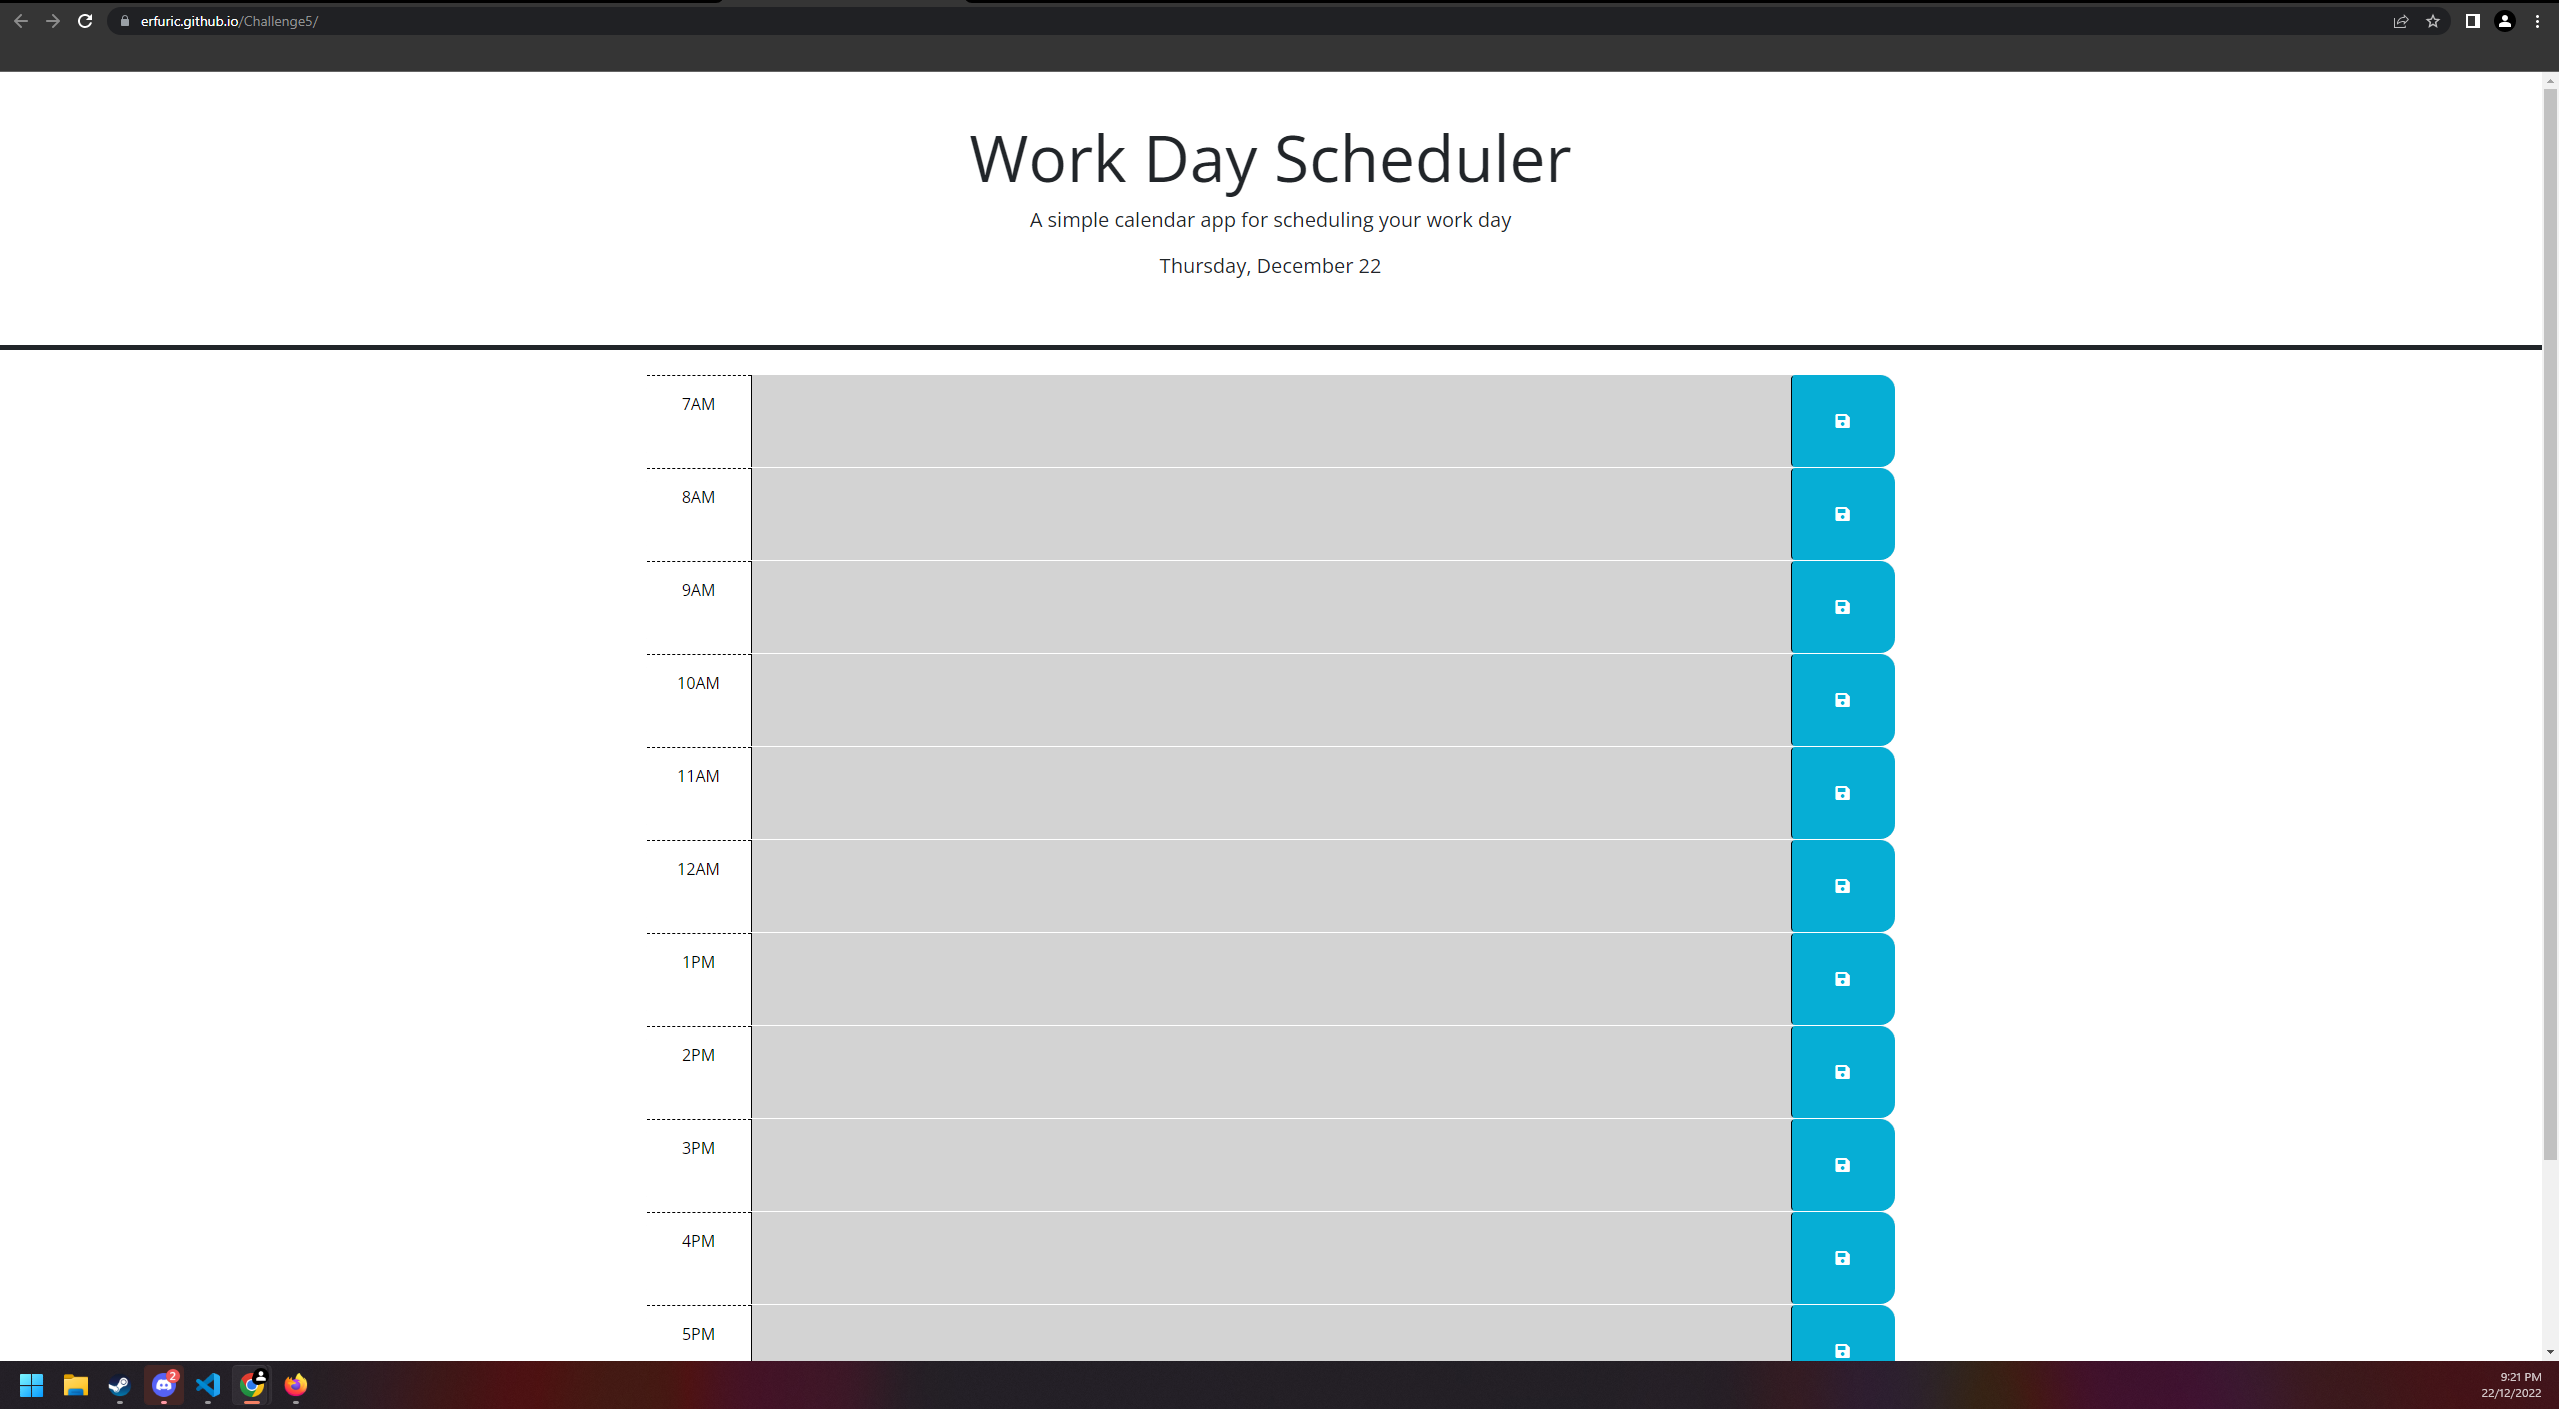 erfuric.github.io/Challenge5/
Work Day Scheduler
A simple calendar app for scheduling your work day
Thursday, December 22
7AM
8AM
9AM
10AM
11AM
12AM
1PM
2PM
3PM
4PM
5PM
2
9:21 PM
22/12/2022